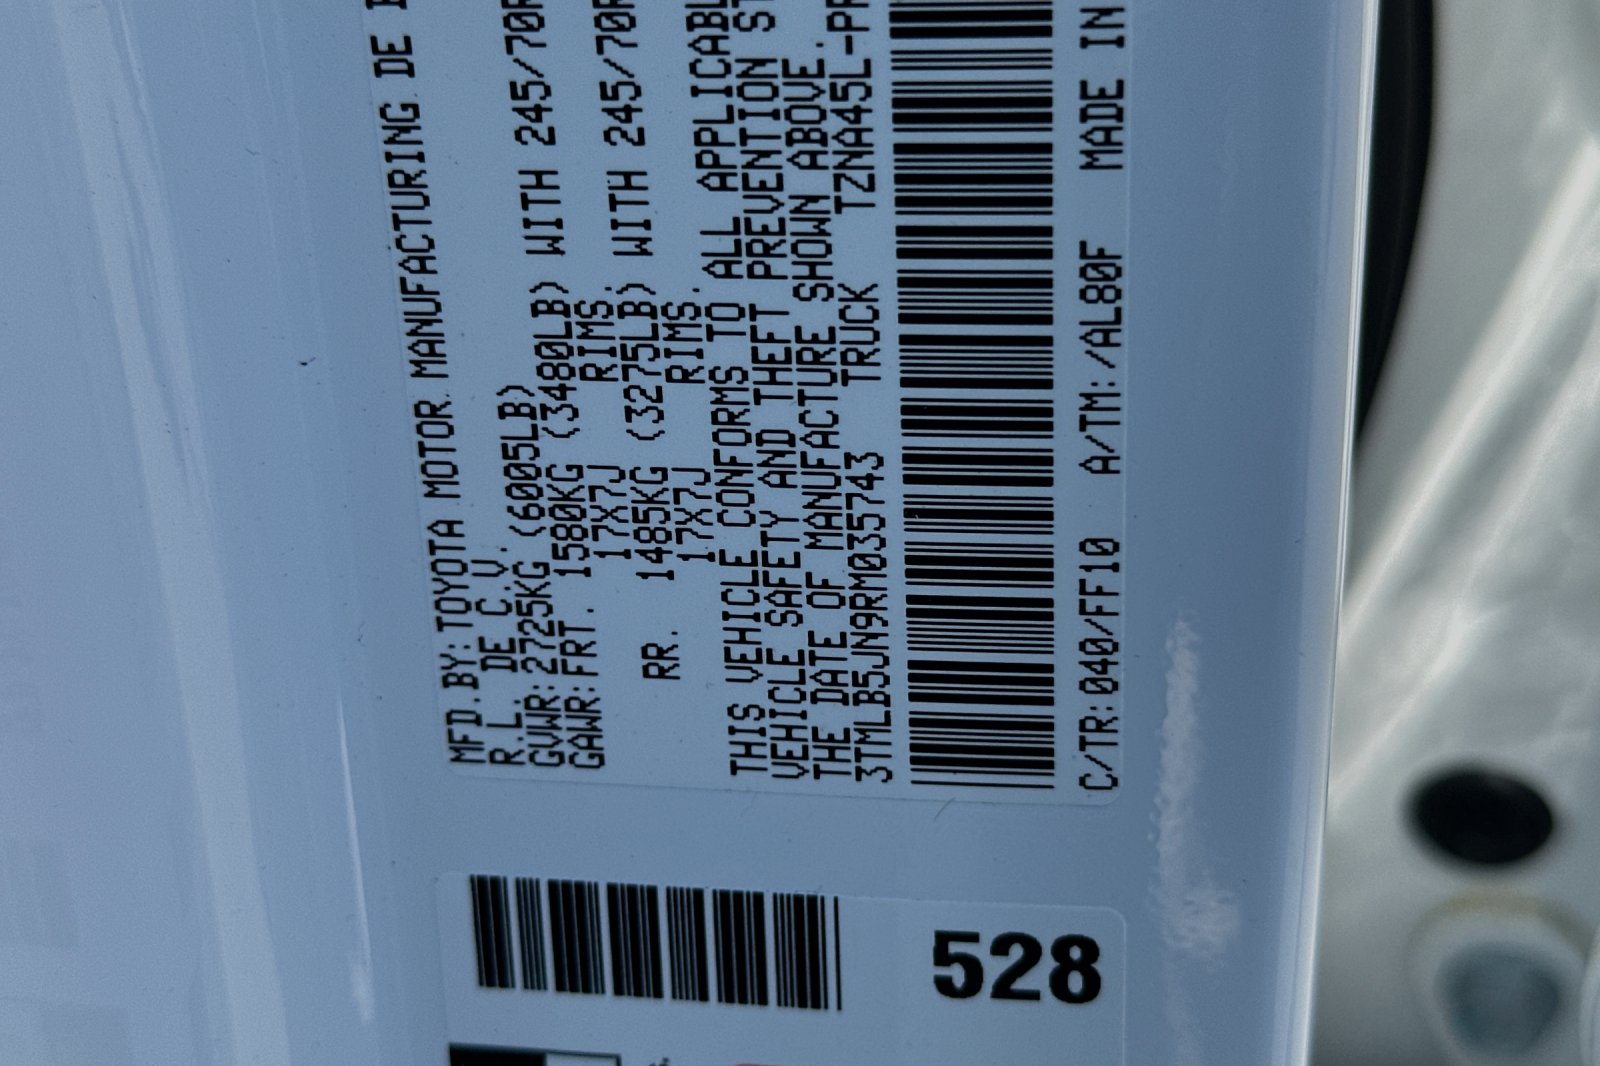 MFD.BY:TOYOTA MOTOR MANUFACTURING DE
R.L. DE C.V.
GVWR:2725KG (6005LB)
GAWR:FRT. 1580KG (3480LB) WITH 245/70R
17X7J RIMS.
RR. 1485KG (3275LB) WITH 245/70R
17X7J RIMS.
THIS VEHICLE CONFORMS TO ALL APPLICABL
VEHICLE SAFETY AND THEFT PREVENTION ST
THE DATE OF MANUFACTURE SHOWN ABOVE.
3TMLB5JN9RM035743 TRUCK TZNA45L-PR
C/TR:040/FF10 A/TM:/AL80F MADE IN
528